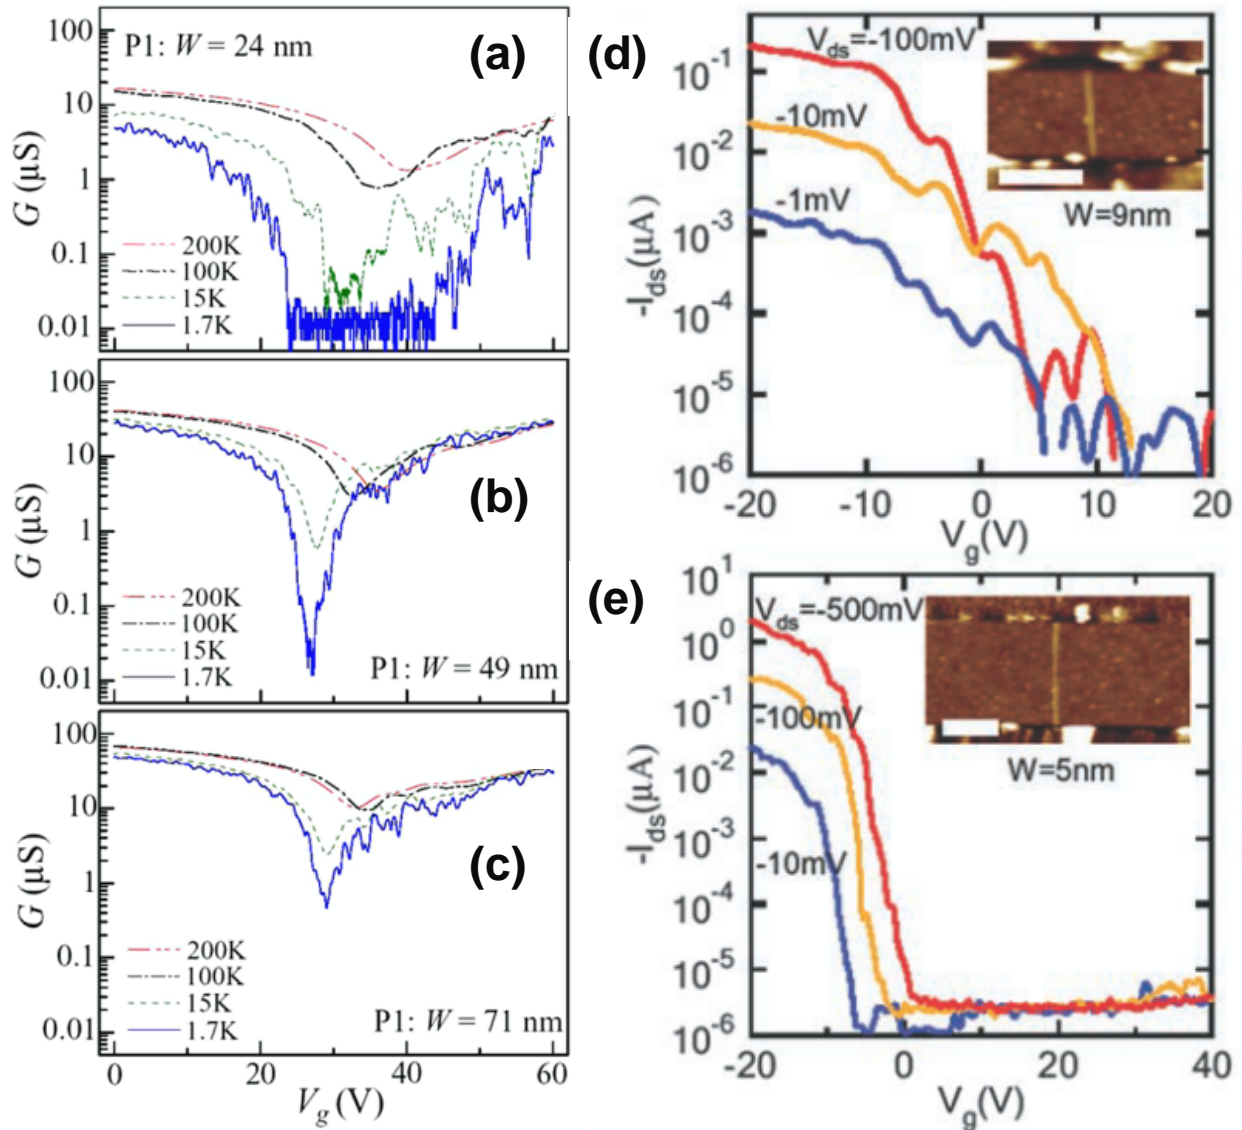 (a)
P1: W = 24 nm
G (μS)
100
10
1
0.1
0.01
200K
100K
15K
1.7K
(b)
G (μS)
100
10
1
0.1
0.01
200K
100K
15K
1.7K
P1: W = 49 nm
(c)
G (μS)
100
10
1
0.1
0.01
200K
100K
15K
1.7K
P1: W = 71 nm
0 20 40 60
Vg (V)
(d)
Vds=-100mV
-10mV
-1mV
W=9nm
-Ids(μA)
10-1
10-2
10-3
10-4
10-5
10-6
-20 -10 0 10 20
Vg(V)
(e)
Vds=-500mV
-100mV
-10mV
W=5nm
-Ids(μA)
101
100
10-1
10-2
10-3
10-4
10-5
10-6
-20 0 20 40
Vg(V)